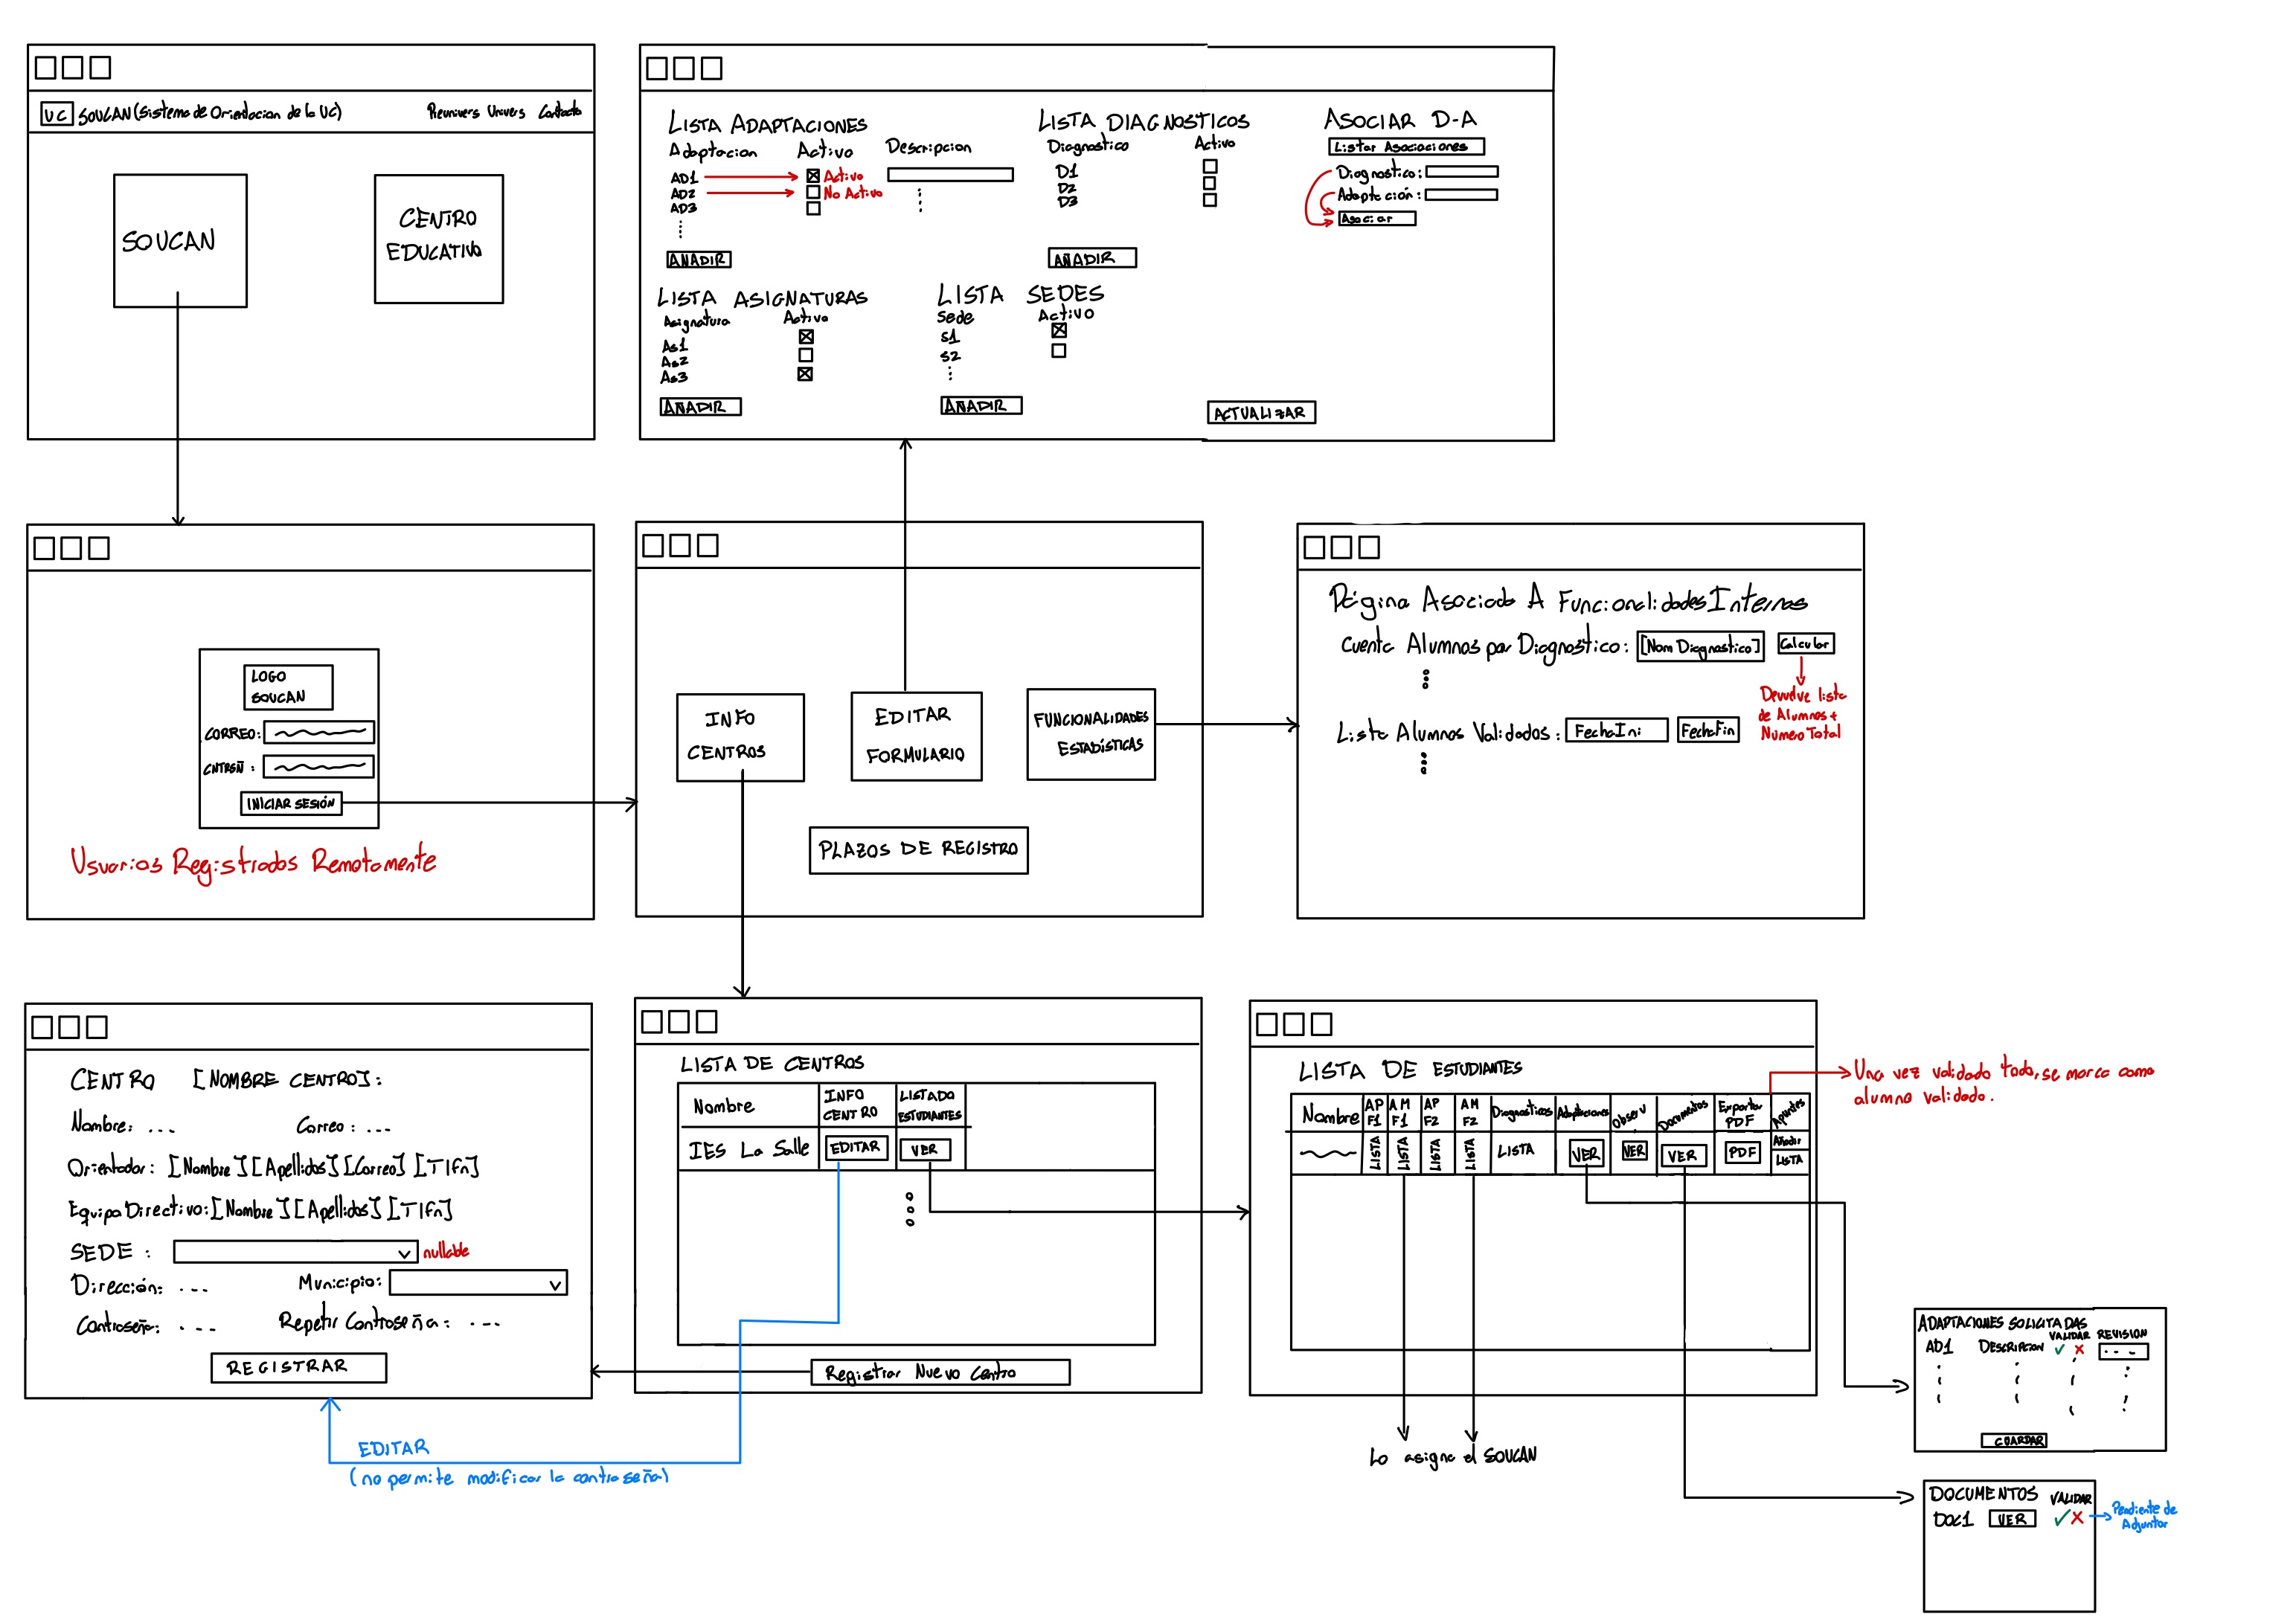 UC SOUCAN (Sistema de Orientacion de la UC) Preunivers Univers Contacto
SOUCAN
CENTRO
EDUCATIVO
LISTA ADAPTACIONES
Adaptacion Activo Descripcion
AD1 Activo
AD2 No Activo
AD3
AÑADIR
LISTA DIAGNOSTICOS
Diagnostico Activo
D1
D2
D3
AÑADIR
ASOCIAR D-A
Listar Asociaciones
Diagnostico:
Adaptación:
Asociar
LISTA ASIGNATURAS
Asignatura Activo
As1
As2
As3
AÑADIR
LISTA SEDES
Sede Activo
S1
S2
AÑADIR
ACTUALIZAR
LOGO
SOUCAN
CORREO:
CNTRSÑ :
INICIAR SESIÓN
Usuarios Registrados Remotamente
INFO
CENTROS
EDITAR
FORMULARIO
FUNCIONALIDADES
ESTADÍSTICAS
PLAZOS DE REGISTRO
Página Asociada A Funcionalidades Internas
Cuenta Alumnos por Diagnostico: [Nom Diagnostico] Calcular
Devuelve lista
de Alumnos +
Numero Total
Lista Alumnos Validados: FechaIni FechaFin
CENTRO [NOMBRE CENTRO]:
Nombre: ... Correo: ...
Orientador: [Nombre] [Apellidos] [Correo] [Tlfn]
Equipo Directivo: [Nombre] [Apellidos] [Tlfn]
SEDE : nullable
Dirección: ... Municipio:
Contraseña: ... Repetir Contraseña: ...
REGISTRAR
EDITAR
(no permite modificar la contraseña)
LISTA DE CENTROS
Nombre INFO CENTRO LISTADO ESTUDIANTES
IES La Salle EDITAR VER
Registrar Nuevo Centro
LISTA DE ESTUDIANTES
Nombre AP F1 AM F1 AP F2 AM F2 Diagnosticos Adaptaciones Observ Documentos Exportar PDF Apuntes
LISTA LISTA LISTA LISTA LISTA VER VER VER PDF Añadir
LISTA
Una vez validado todo, se marca como
alumno validado.
Lo asigna el SOUCAN
ADAPTACIONES SOLICITADAS
VALIDAR REVISION
AD1 DESCRIPCION ✓ ✗ ...
GUARDAR
DOCUMENTOS VALIDAR
DOC1 VER ✓ ✗
Pendiente de
Adjuntar